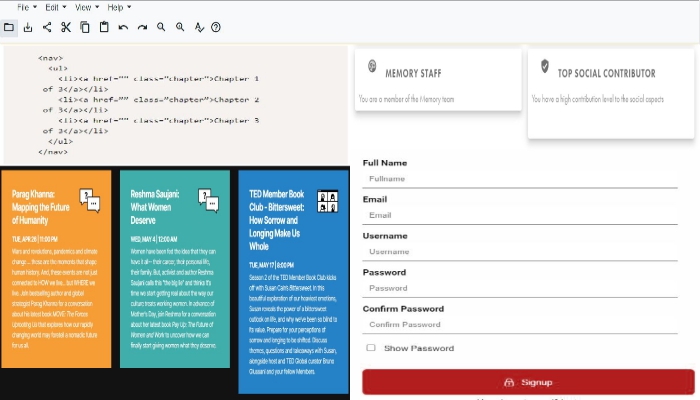 File Edit View Help
<nav>
<ul>
<li><a href="" class="chapter">Chapter 1
of 3</a></li>
<li><a href="" class="chapter">Chapter 2
of 3</a></li>
<li><a href="" class="chapter">Chapter 3
of 3</a></li>
</ul>
</nav>
MEMORY STAFF
You are a member of the Memory team
TOP SOCIAL CONTRIBUTOR
You have a high contribution level to the social aspects
Parag Khanna:
Mapping the Future
of Humanity
TUE, APR 26 | 11:00 PM
Wars and revolutions, pandemics and climate
change... these are the moments that shape
human history. And, these events are not just
connected to HOW we live... but WHERE we
live. Join bestselling author and global
strategist Parag Khanna for a conversation
about his latest book MOVE: The Forces
Uprooting Us that explores how our rapidly
changing world may foretell a nomadic future
for us all.
Reshma Saujani:
What Women
Deserve
WED, MAY 4 | 12:00 AM
Women have been fed the idea that they can
have it all— their career, their personal life,
their family. But, activist and author Reshma
Saujani calls this "the big lie" and thinks it's
time we start getting real about the way our
culture treats working women. In advance of
Mother's Day, join Reshma for a conversation
about her latest book Pay Up: The Future of
Women and Work to uncover how we can
finally start giving women what they deserve.
TED Member Book
Club - Bittersweet:
How Sorrow and
Longing Make Us
Whole
TUE, MAY 17 | 8:00 PM
Season 2 of the TED Member Book Club kicks
off with Susan Cain's Bittersweet. In this
beautiful exploration of our heaviest emotions,
Susan reveals the power of a bittersweet
outlook on life, and why we've been so blind to
its value. Prepare for your perceptions of
sorrow and longing to be shifted. Discuss
themes, questions and takeaways with Susan,
alongside host and TED Global curator Bruno
Giussani and your fellow Members.
Full Name
Fullname
Email
Email
Username
Username
Password
Password
Confirm Password
Confirm Password
Show Password
Signup